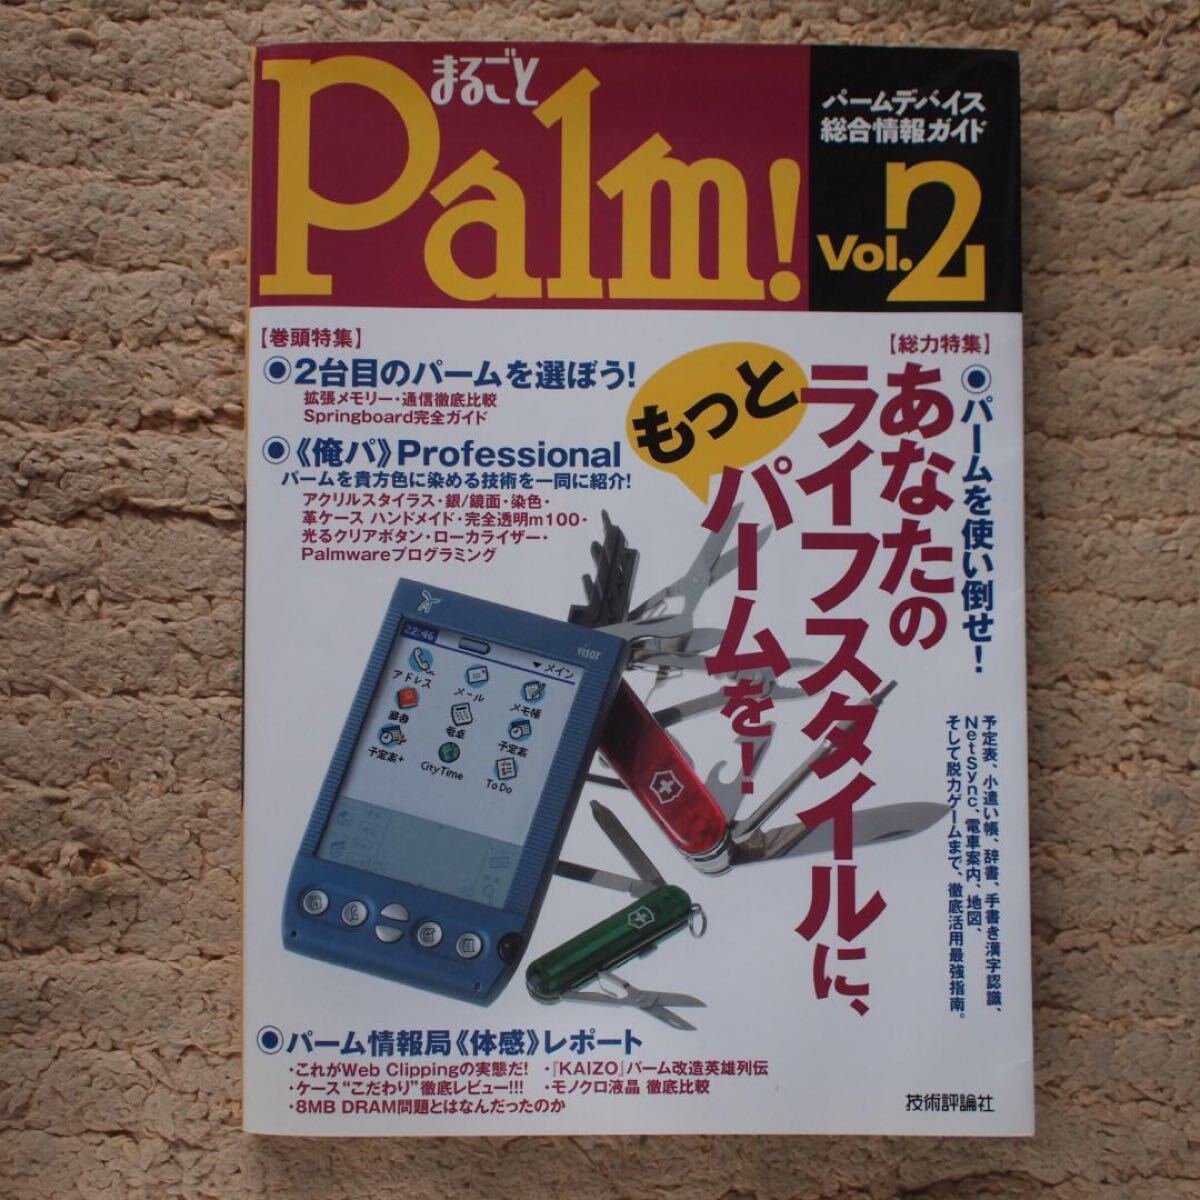 まるごと
Palm!
パームデバイス
総合情報ガイド
Vol.2
【巻頭特集】
●2台目のパームを選ぼう!
拡張メモリー・通信徹底比較
Springboard完全ガイド
●《俺パ》Professional
パームを貴方色に染める技術を一同に紹介!
アクリルスタイラス・銀/鏡面・染色・
革ケース ハンドメイド・完全透明m100・
光るクリアボタン・ローカライザー・
Palmwareプログラミング
【総力特集】
●パームを使い倒せ!
あなたの
ライフスタイルに、
もっと
パームを!
予定表、小遣い帳、辞書、手書き漢字認識、
NetSync、電車案内、地図、
そして脱力ゲームまで、徹底活用最強指南。
VISOR
22:46
▼メイン
アドレス
メール
メモ帳
辞書
電卓
予定表
予定表+
CityTime
ToDo
●パーム情報局《体感》レポート
・これがWeb Clippingの実態だ!
・『KAIZO』パーム改造英雄列伝
・ケース“こだわり”徹底レビュー!!!
・モノクロ液晶 徹底比較
・8MB DRAM問題とはなんだったのか
技術評論社